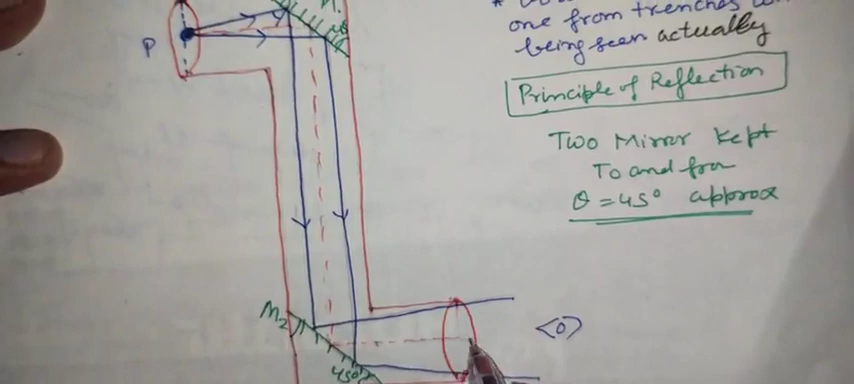 one from trenches
being seen actually
Principle of Reflection
Two Mirror Kept
To and fro
θ = 45° approx
P
M₂
45°